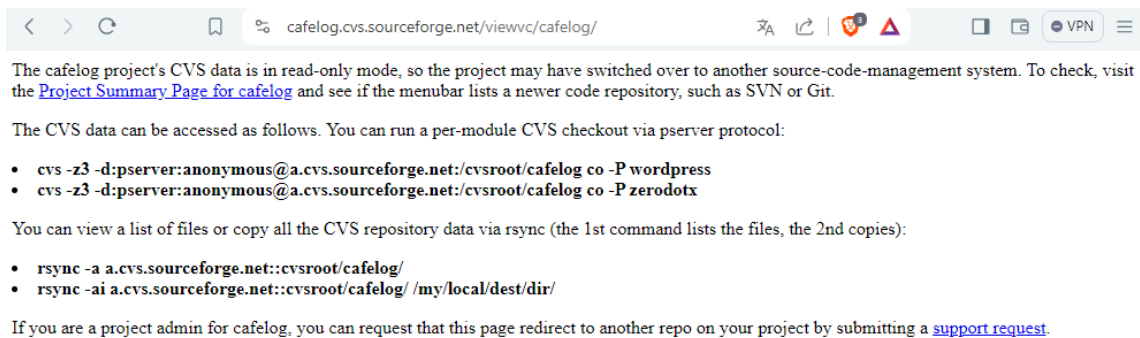 cafelog.cvs.sourceforge.net/viewvc/cafelog/
3
VPN
The cafelog project's CVS data is in read-only mode, so the project may have switched over to another source-code-management system. To check, visit
the Project Summary Page for cafelog and see if the menubar lists a newer code repository, such as SVN or Git.
The CVS data can be accessed as follows. You can run a per-module CVS checkout via pserver protocol:
• cvs -z3 -d:pserver:anonymous@a.cvs.sourceforge.net:/cvsroot/cafelog co -P wordpress
• cvs -z3 -d:pserver:anonymous@a.cvs.sourceforge.net:/cvsroot/cafelog co -P zerodotx
You can view a list of files or copy all the CVS repository data via rsync (the 1st command lists the files, the 2nd copies):
• rsync -a a.cvs.sourceforge.net::cvsroot/cafelog/
• rsync -ai a.cvs.sourceforge.net::cvsroot/cafelog/ /my/local/dest/dir/
If you are a project admin for cafelog, you can request that this page redirect to another repo on your project by submitting a support request.